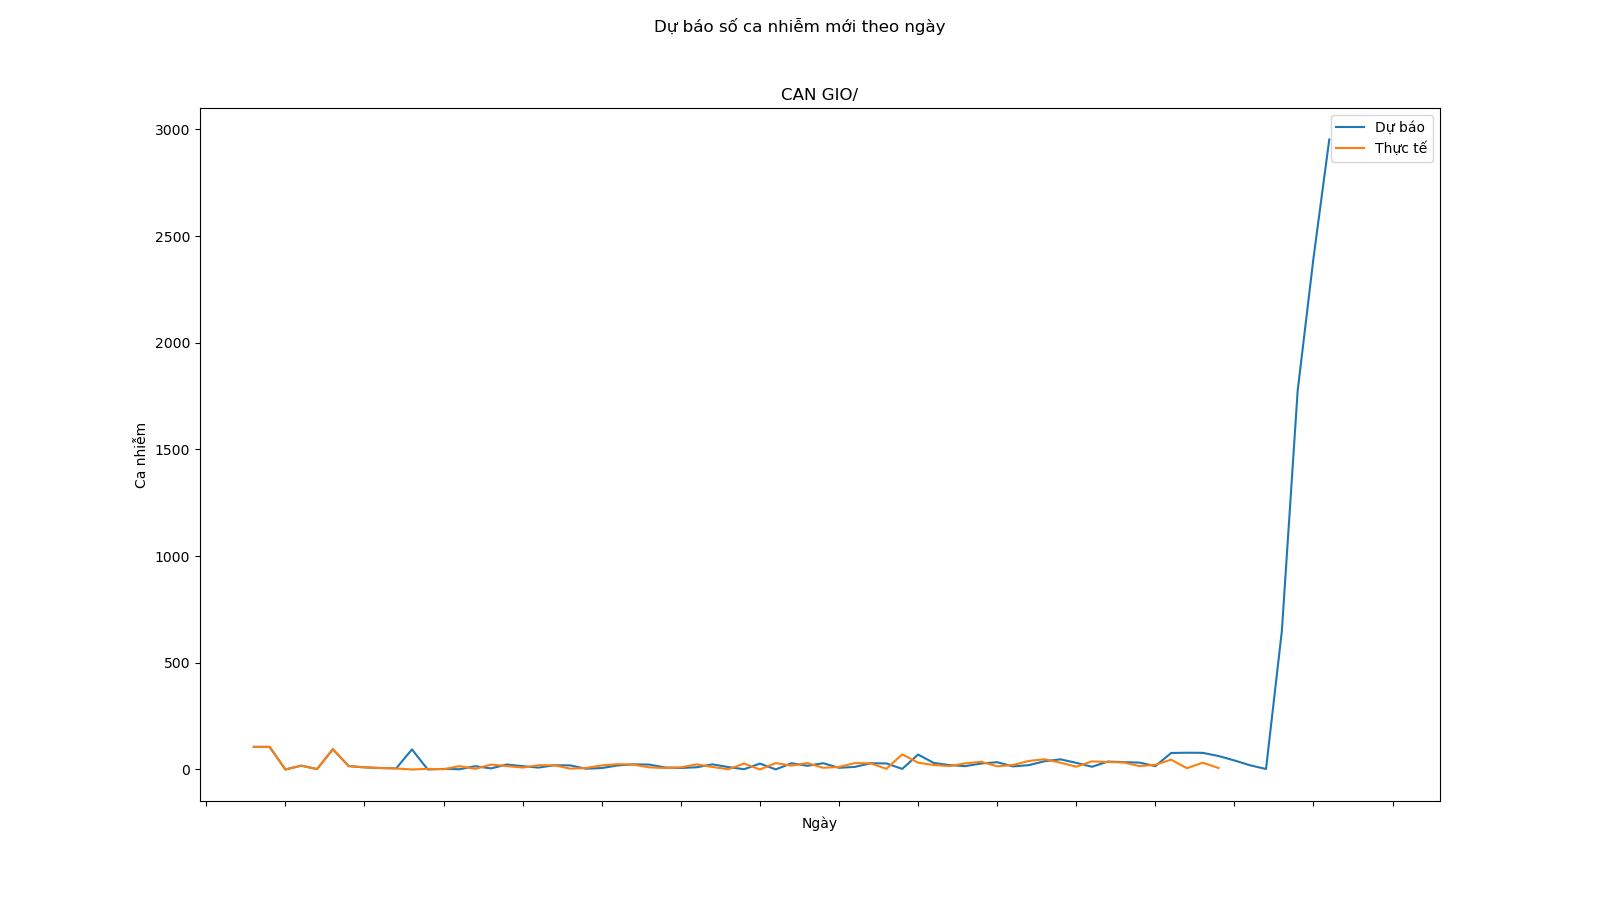 Dự báo số ca nhiễm mới theo ngày
CAN GIO/
Dự báo
Thực tế
3000
2500
2000
1500
1000
500
0
Ca nhiễm
Ngày